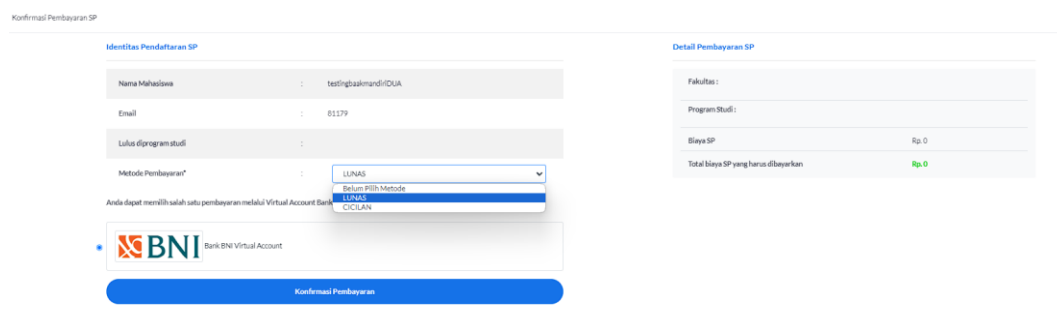 Konfirmasi Pembayaran SP
Identitas Pendaftaran SP
Nama Mahasiswa : testingbaakmandiriDUA
Email : 81179
Lulus diprogram studi :
Metode Pembayaran* : LUNAS
Belum Pilih Metode
LUNAS
CICILAN
Anda dapat memilih salah satu pembayaran melalui Virtual Account Bank
BNI Bank BNI Virtual Account
Konfirmasi Pembayaran
Detail Pembayaran SP
Fakultas :
Program Studi :
Biaya SP Rp. 0
Total biaya SP yang harus dibayarkan Rp. 0